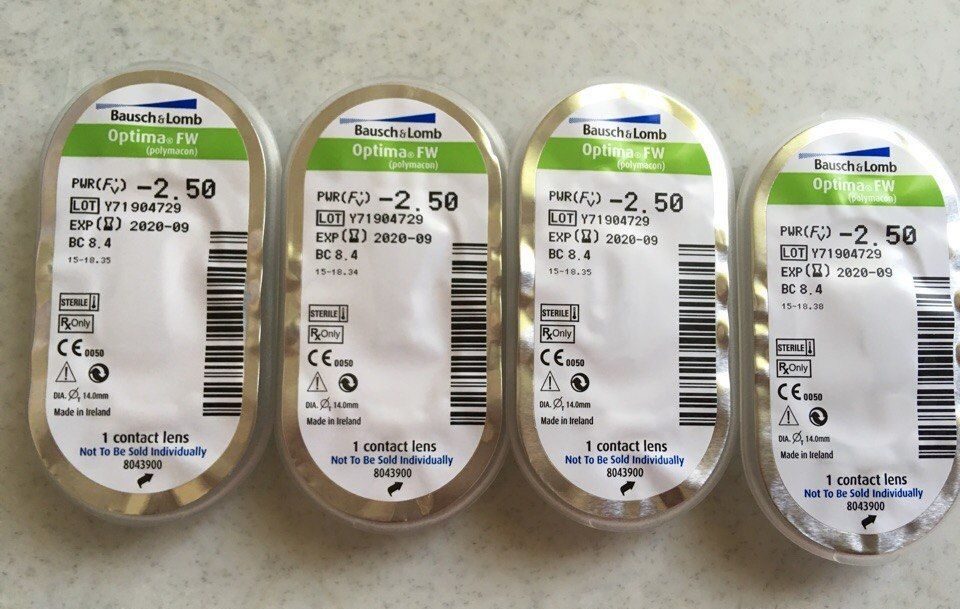 Bausch & Lomb
Optima® FW
(polymacon)
PWR(F'v) -2.50
LOT Y71904729
EXP 2020-09
BC 8.4
15-18.35
STERILE
Rx Only
CE 0050
DIA. Ø, 14.0mm
Made in Ireland
1 contact lens
Not To Be Sold Individually
8043900
Bausch & Lomb
Optima® FW
(polymacon)
PWR(F'v) -2.50
LOT Y71904729
EXP 2020-09
BC 8.4
15-18.34
STERILE
Rx Only
CE 0050
DIA. Ø, 14.0mm
Made in Ireland
1 contact lens
Not To Be Sold Individually
8043900
Bausch & Lomb
Optima® FW
(polymacon)
PWR(F'v) -2.50
LOT Y71904729
EXP 2020-09
BC 8.4
15-18.35
STERILE
Rx Only
CE 0050
DIA. Ø, 14.0mm
Made in Ireland
1 contact lens
Not To Be Sold Individually
8043900
Bausch & Lomb
Optima® FW
(polymacon)
PWR(F'v) -2.50
LOT Y71904729
EXP 2020-09
BC 8.4
15-18.38
STERILE
Rx Only
CE 0050
DIA. Ø, 14.0mm
Made in Ireland
1 contact lens
Not To Be Sold Individually
8043900